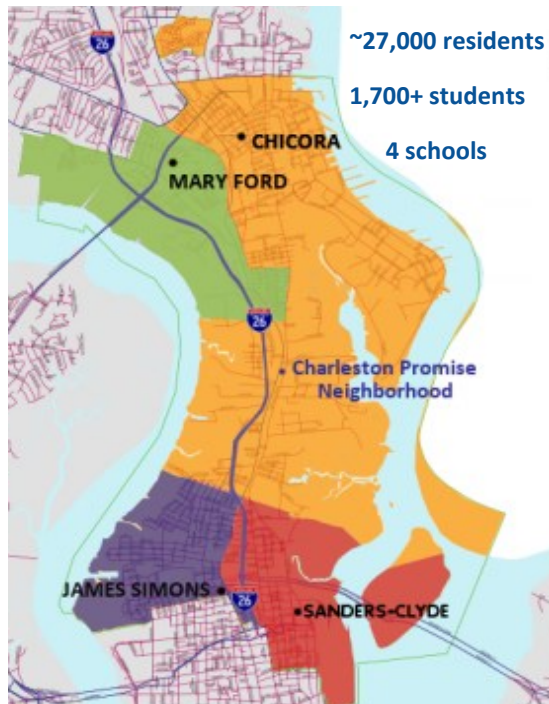 ~27,000 residents
1,700+ students
4 schools
26
CHICORA
MARY FORD
26
Charleston Promise
Neighborhood
JAMES SIMONS
26
SANDERS-CLYDE